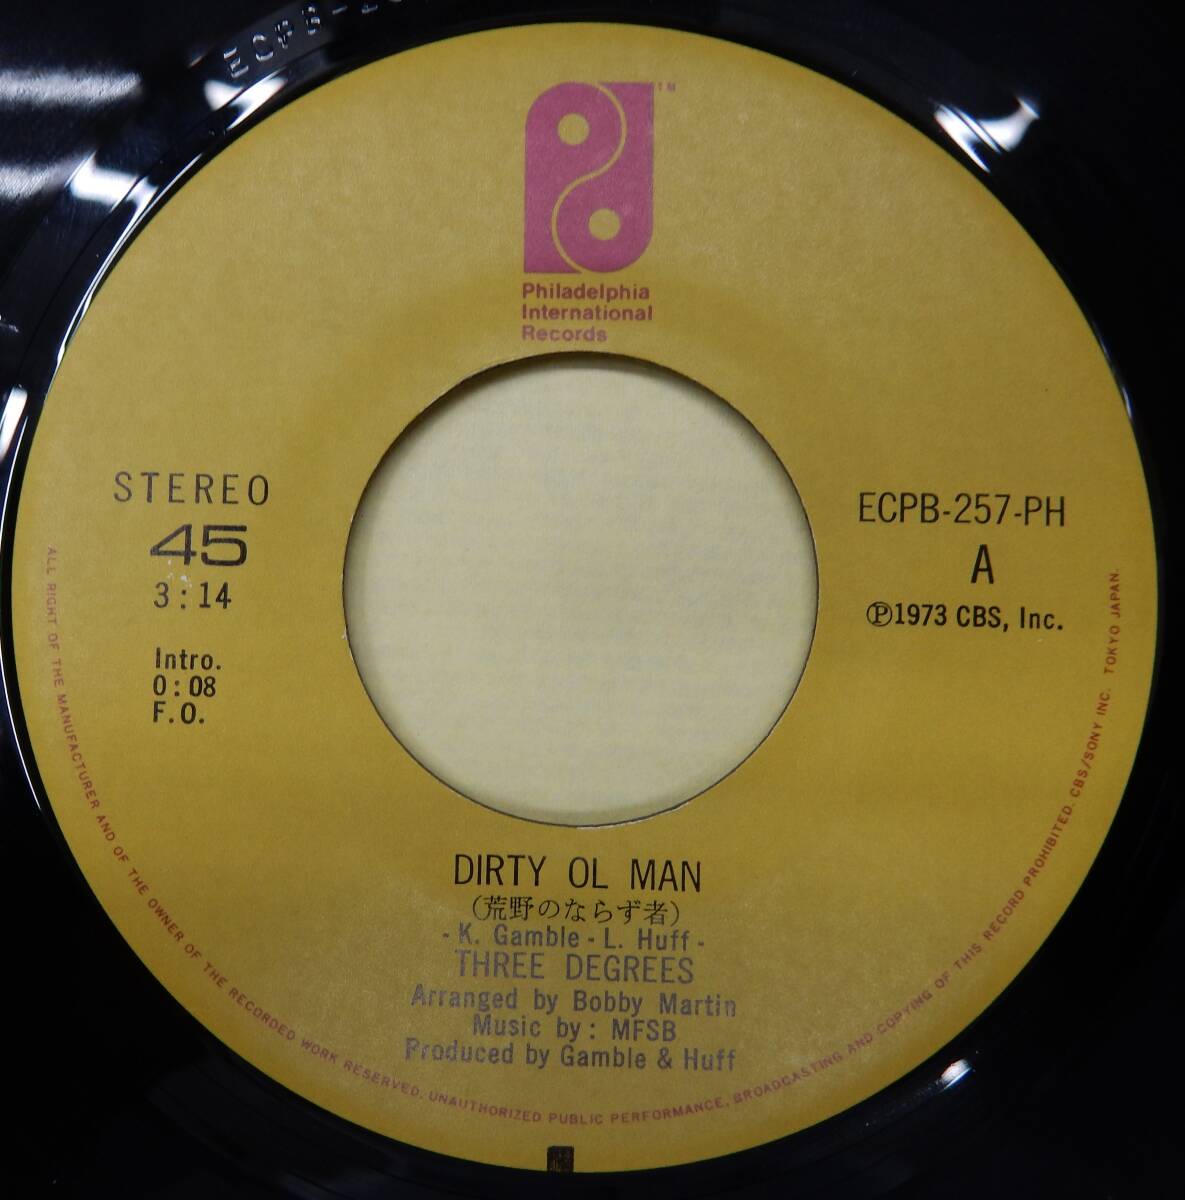 TM
Philadelphia
International
Records
STEREO
45
3:14
Intro.
0:08
F.O.
ECPB-257-PH
A
Ⓟ1973 CBS, Inc.
DIRTY OL MAN
(荒野のならず者)
- K. Gamble - L. Huff -
THREE DEGREES
Arranged by Bobby Martin
Music by : MFSB
Produced by Gamble & Huff
ALL RIGHT OF THE MANUFACTURER AND OF THE OWNER OF THE RECORDED WORK RESERVED. UNAUTHORIZED PUBLIC PERFORMANCE, BROADCASTING AND COPYING OF THIS RECORD PROHIBITED. CBS/SONY INC. TOKYO JAPAN.